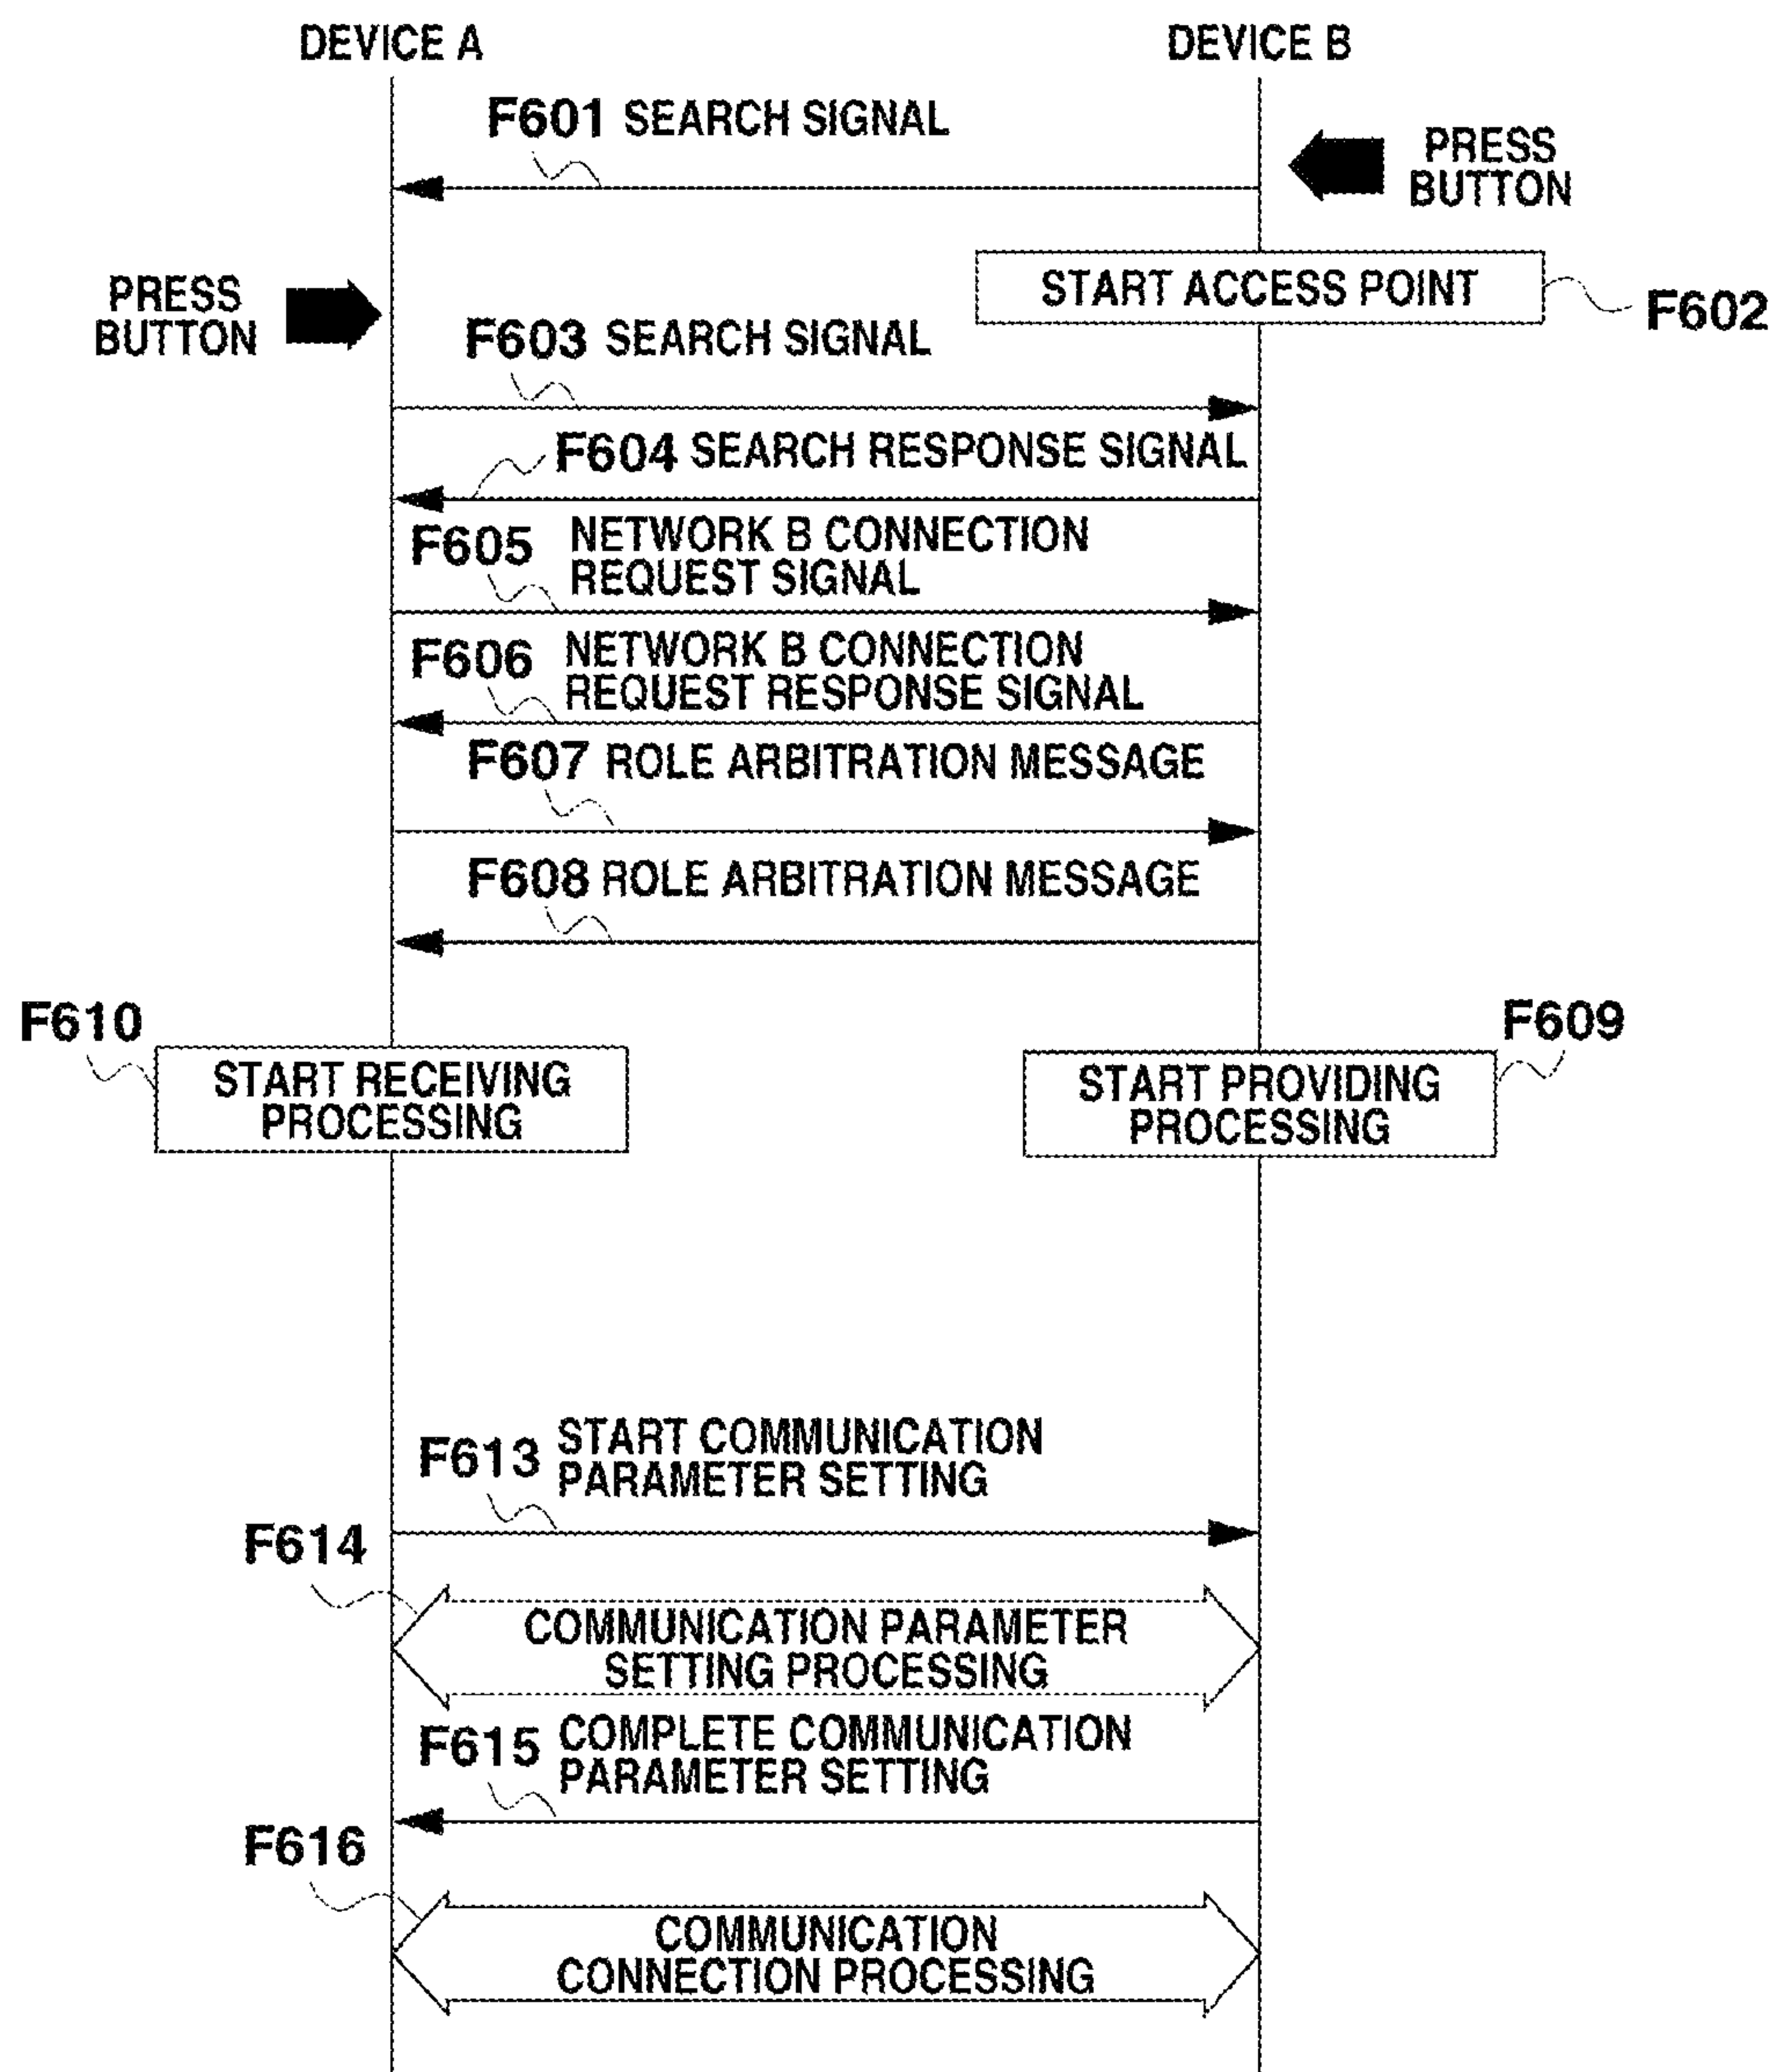 DEVICE A
DEVICE B
F601 SEARCH SIGNAL
PRESS
BUTTON
START ACCESS POINT
F602
PRESS
BUTTON
F603 SEARCH SIGNAL
F604 SEARCH RESPONSE SIGNAL
F605 NETWORK B CONNECTION
REQUEST SIGNAL
F606 NETWORK B CONNECTION
REQUEST RESPONSE SIGNAL
F607 ROLE ARBITRATION MESSAGE
F608 ROLE ARBITRATION MESSAGE
F610
START RECEIVING
PROCESSING
F609
START PROVIDING
PROCESSING
F613 START COMMUNICATION
PARAMETER SETTING
F614
COMMUNICATION PARAMETER
SETTING PROCESSING
F615 COMPLETE COMMUNICATION
PARAMETER SETTING
F616
COMMUNICATION
CONNECTION PROCESSING